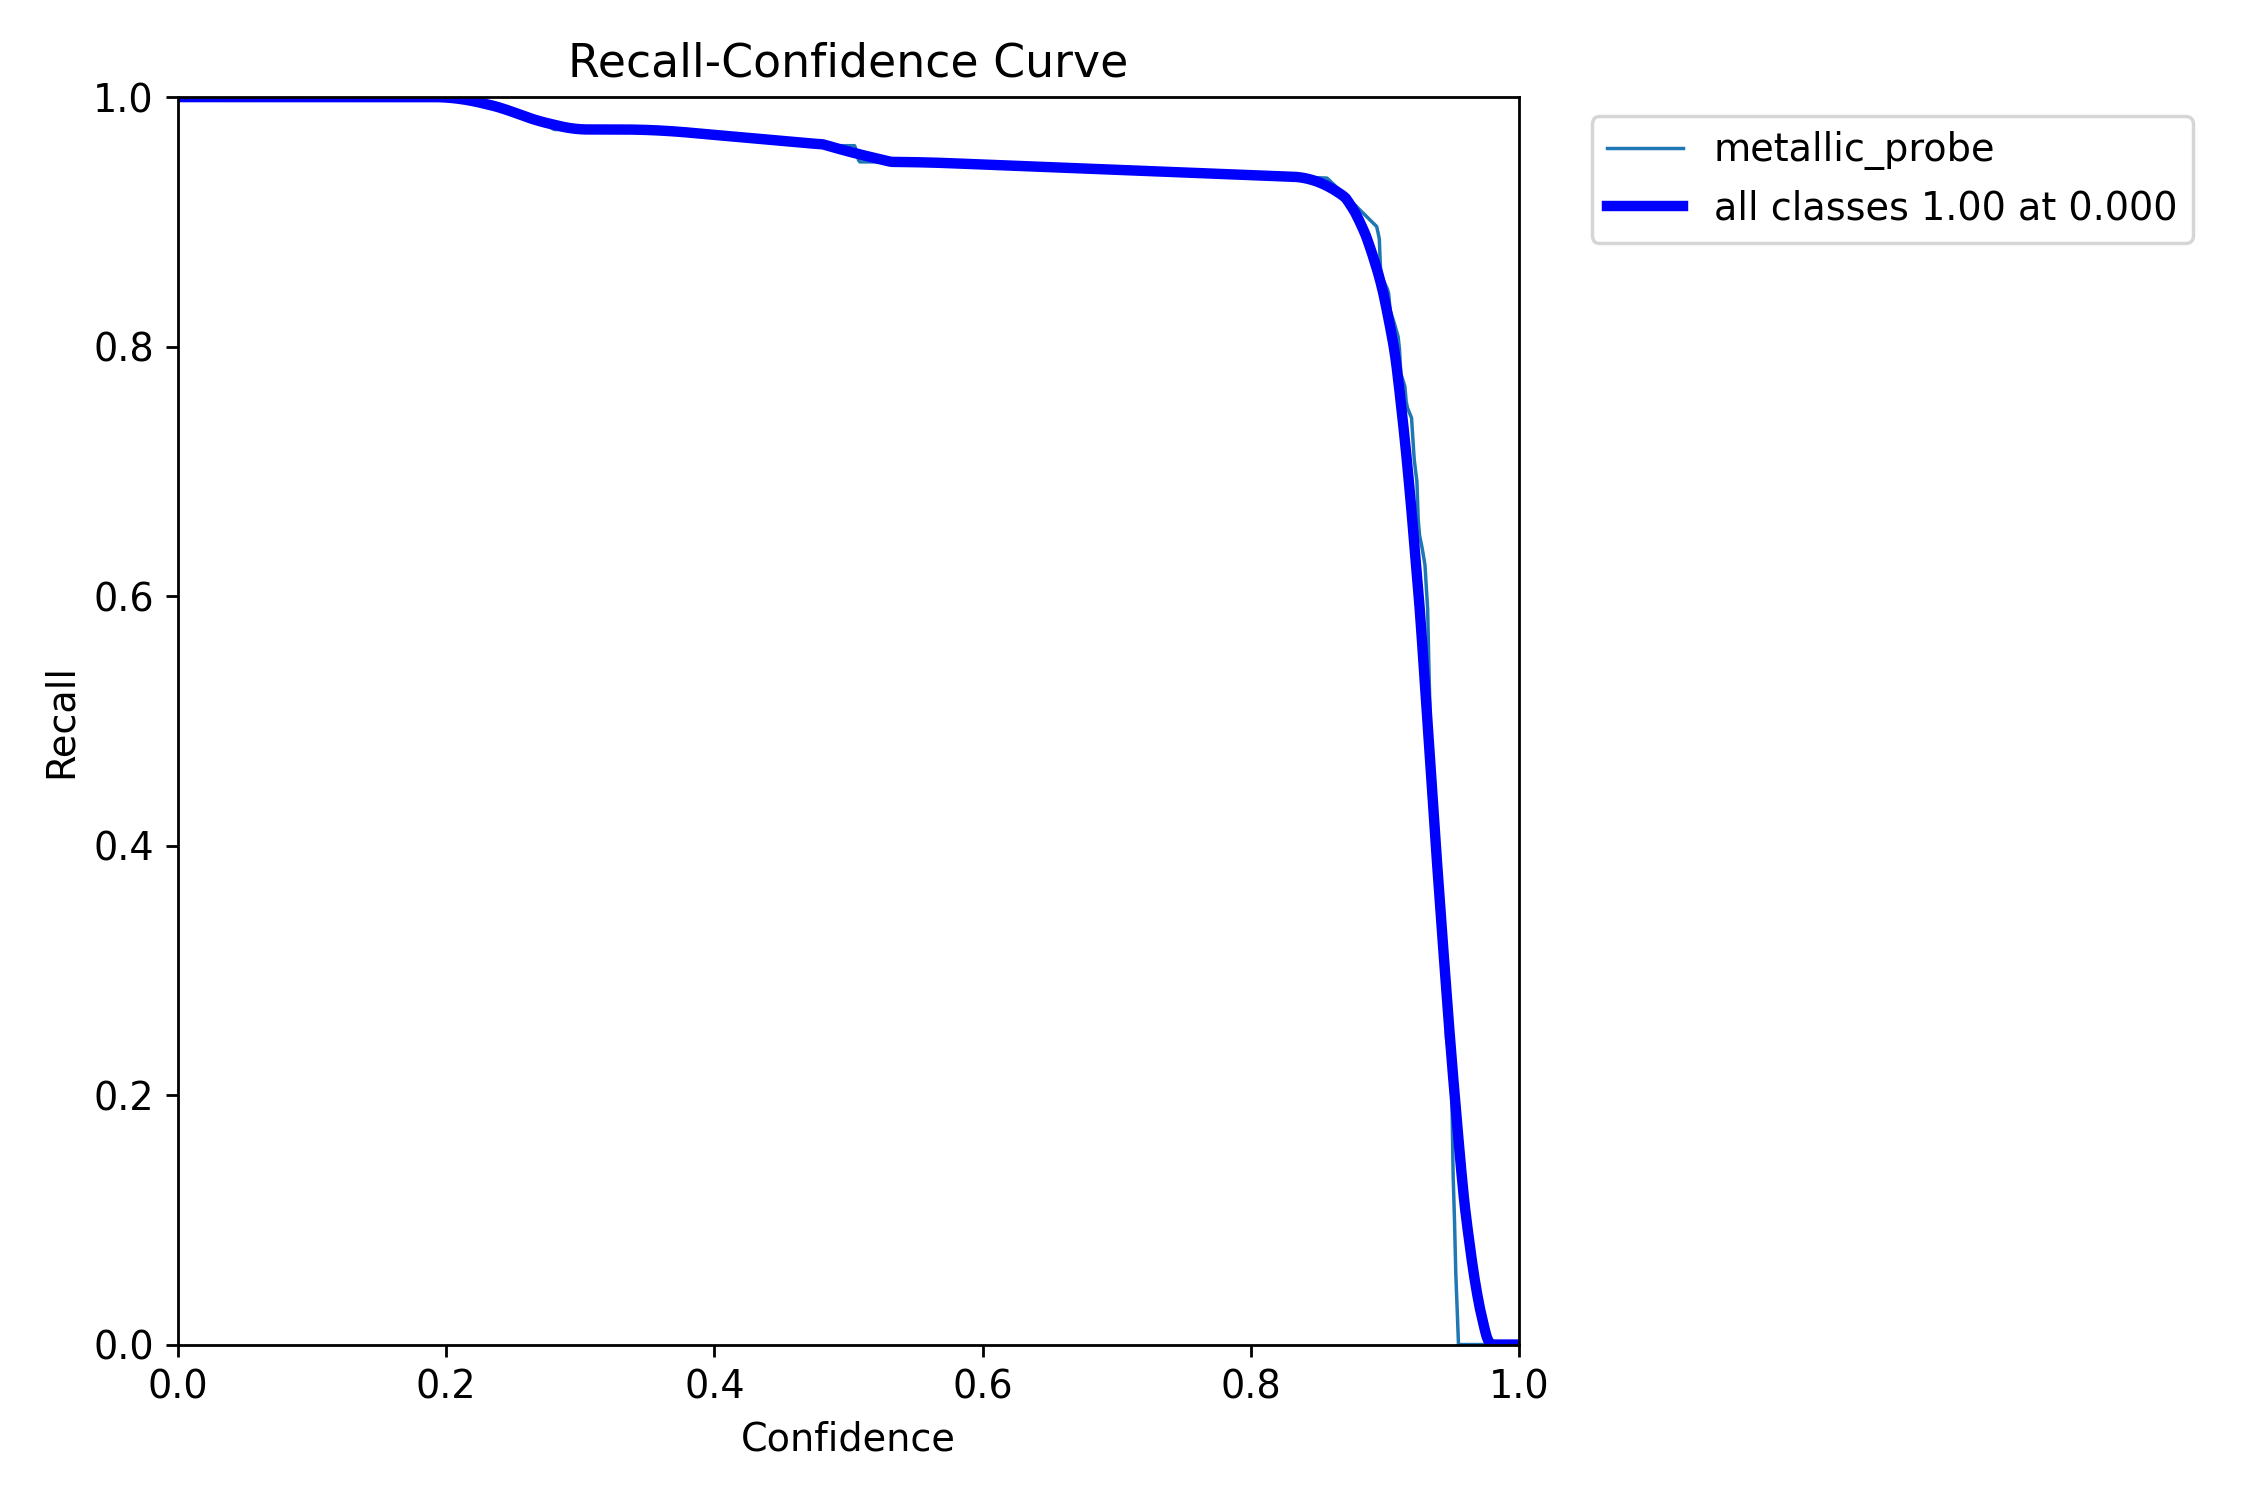 Recall-Confidence Curve
metallic_probe
all classes 1.00 at 0.000
1.0
0.8
0.6
0.4
0.2
0.0
Recall
0.0 0.2 0.4 0.6 0.8 1.0
Confidence